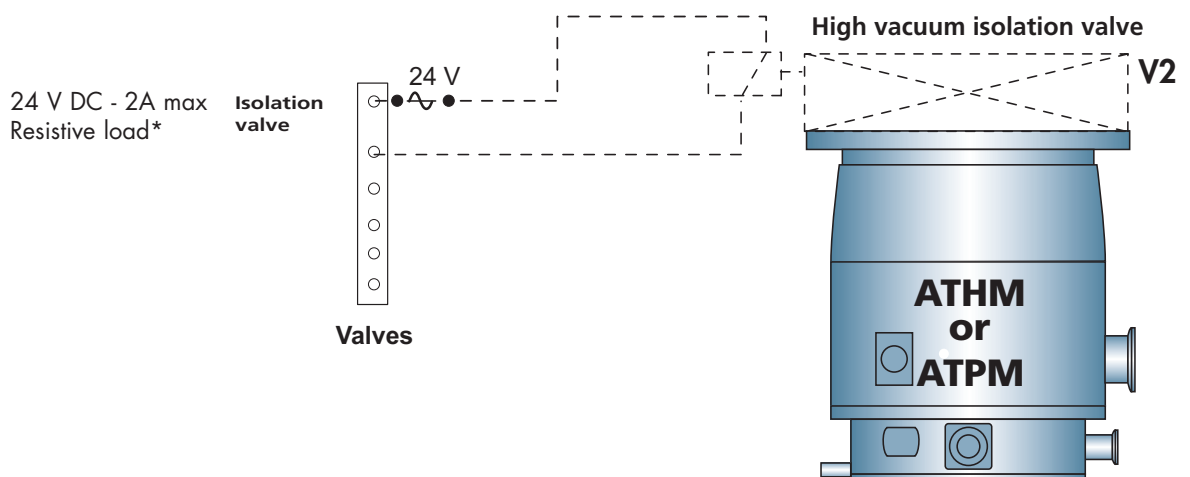 High vacuum isolation valve
V2
24 V
24 V DC - 2A max
Resistive load*
Isolation
valve
Valves
ATHM
or
ATPM